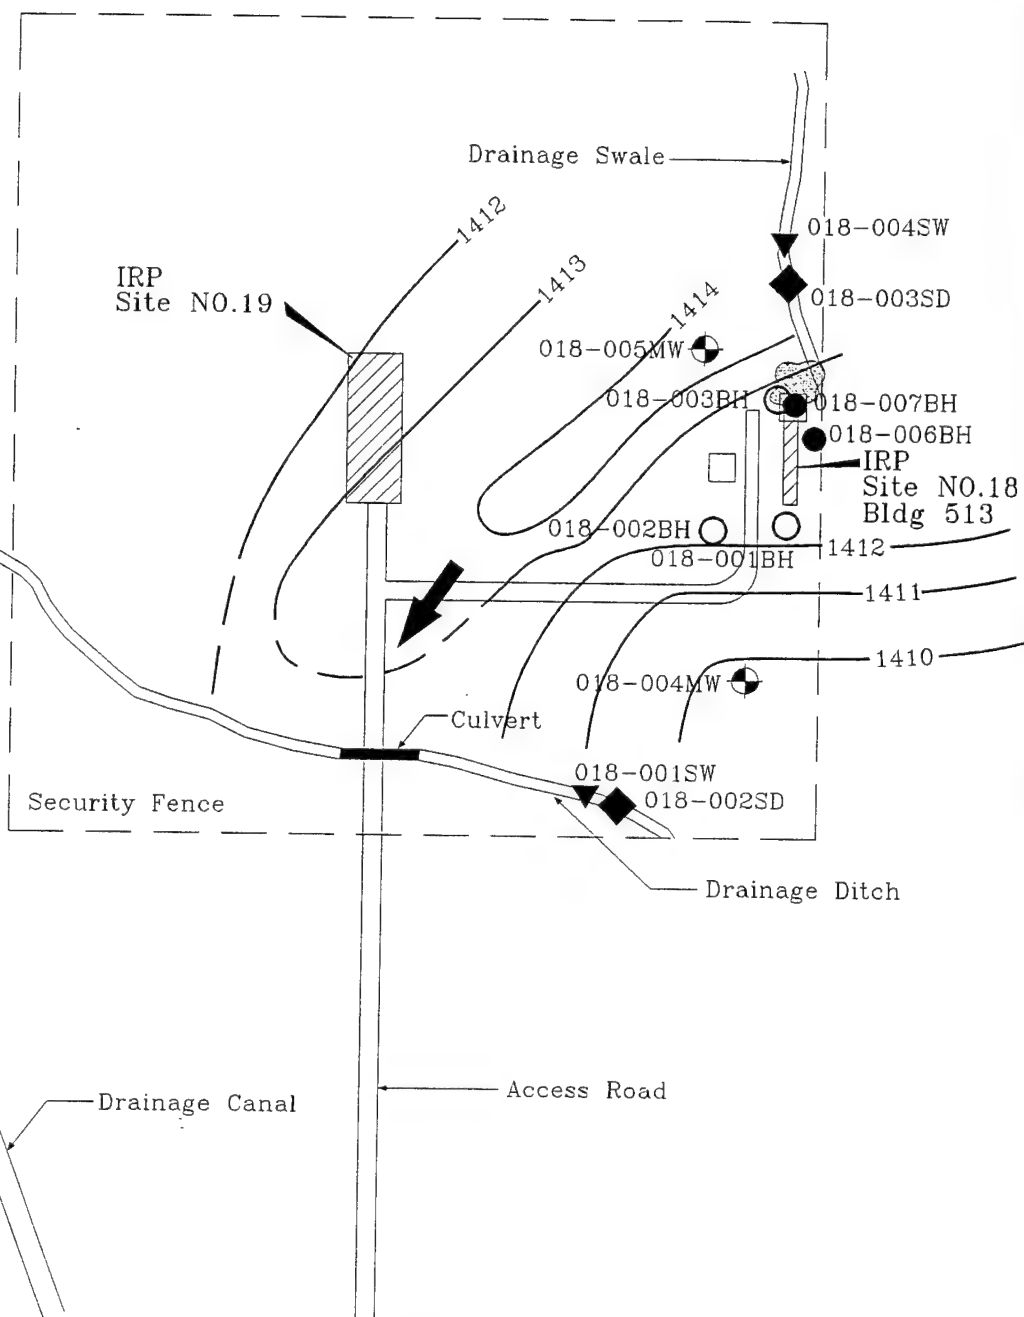 Drainage Swale
1412
018-004SW
1413
IRP
Site NO.19
1414
018-003SD
018-005MW
018-003BH
018-007BH
018-006BH
IRP
Site NO.18
Bldg 513
018-002BH
018-001BH
1412
1411
1410
018-004MW
Culvert
018-001SW
018-002SD
Security Fence
Drainage Ditch
Access Road
Drainage Canal